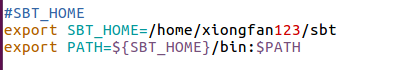 #SBT_HOME
export SBT_HOME=/home/xiongfan123/sbt
export PATH=${SBT_HOME}/bin:$PATH